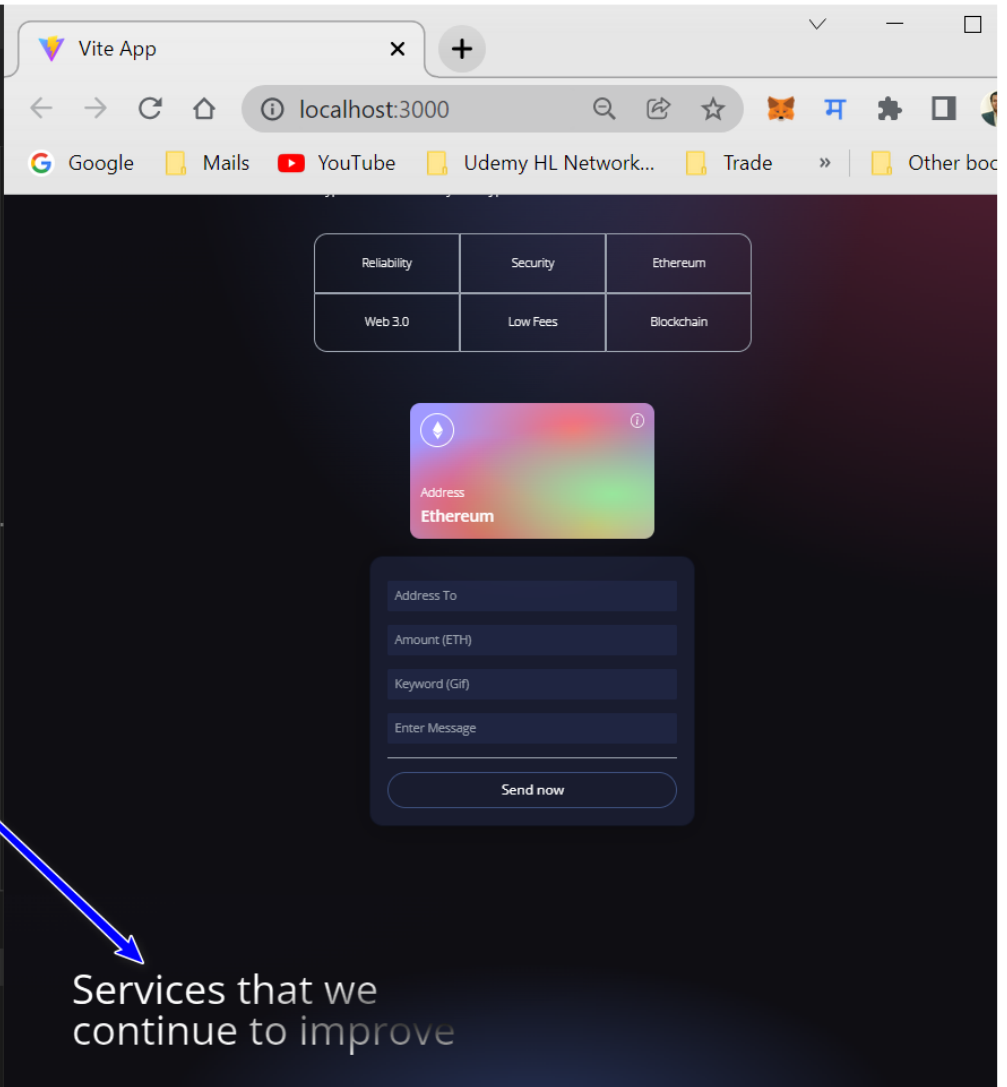 Vite App
localhost:3000
Google Mails YouTube Udemy HL Network... Trade » Other boo
Reliability Security Ethereum
Web 3.0 Low Fees Blockchain
Address
Ethereum
Address To
Amount (ETH)
Keyword (Gif)
Enter Message
Send now
Services that we
continue to improve